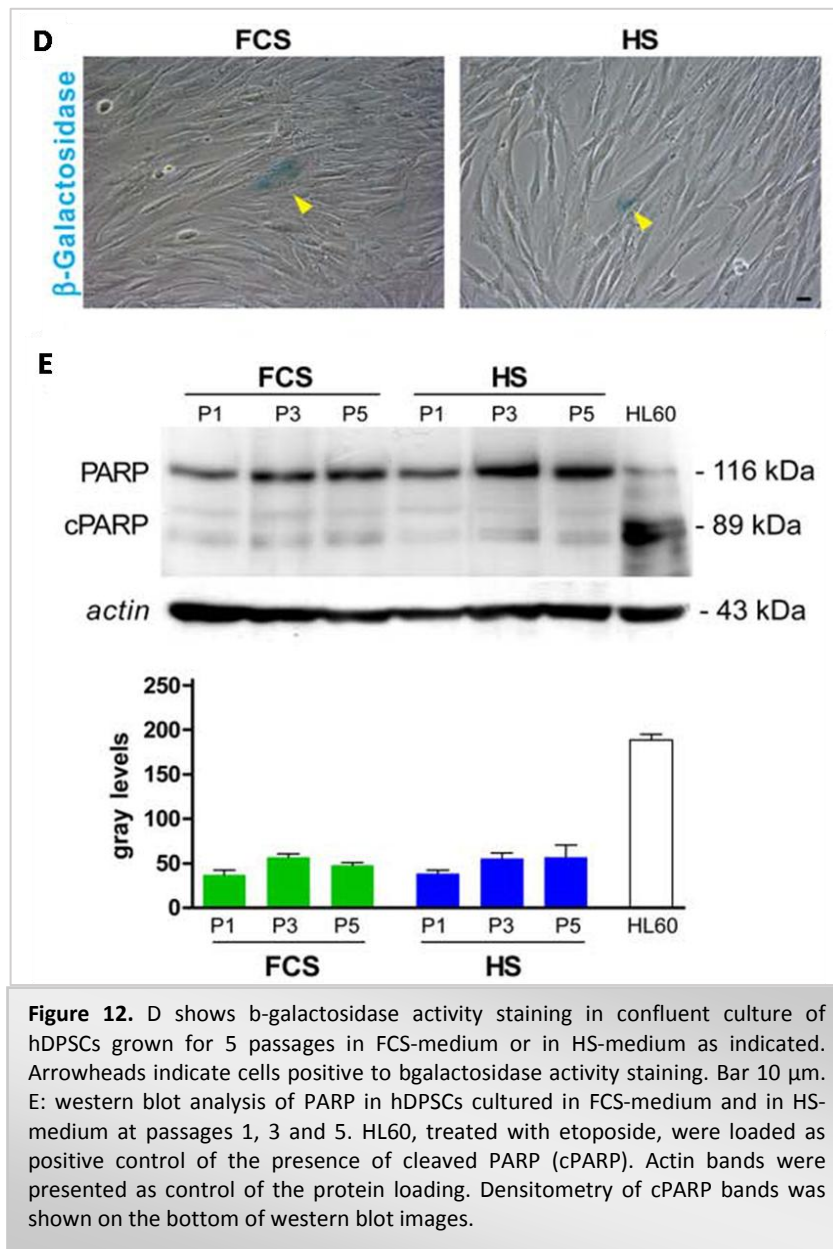 D
FCS HS
β-Galactosidase
E
FCS HS
P1 P3 P5 P1 P3 P5 HL60
PARP - 116 kDa
cPARP - 89 kDa
actin - 43 kDa
250
200
150
100
50
0
gray levels
P1 P3 P5 P1 P3 P5 HL60
FCS HS
Figure 12. D shows b-galactosidase activity staining in confluent culture of
hDPSCs grown for 5 passages in FCS-medium or in HS-medium as indicated.
Arrowheads indicate cells positive to bgalactosidase activity staining. Bar 10 µm.
E: western blot analysis of PARP in hDPSCs cultured in FCS-medium and in HS-
medium at passages 1, 3 and 5. HL60, treated with etoposide, were loaded as
positive control of the presence of cleaved PARP (cPARP). Actin bands were
presented as control of the protein loading. Densitometry of cPARP bands was
shown on the bottom of western blot images.